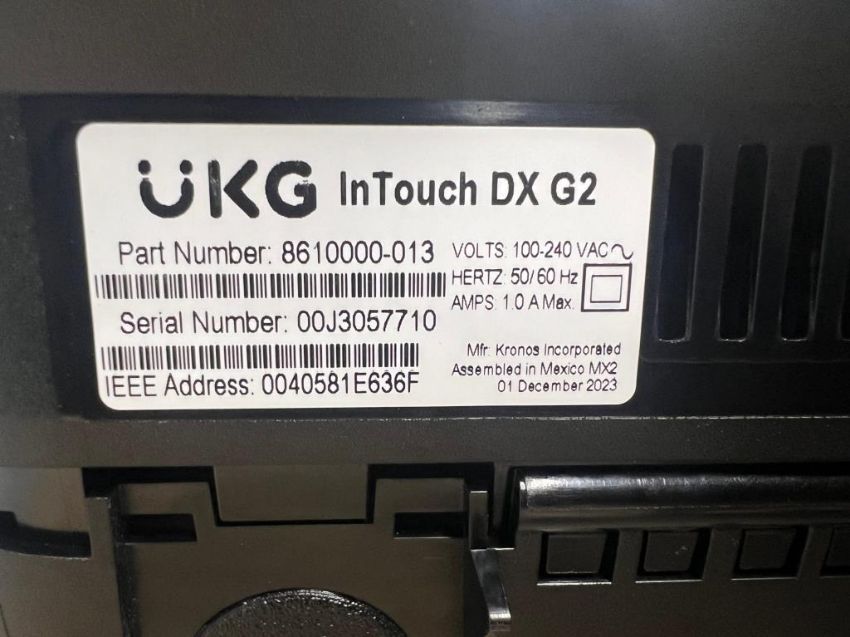 UKG InTouch DX G2
Part Number: 8610000-013
VOLTS: 100-240 VAC
HERTZ: 50/60 Hz
AMPS: 1.0 A Max.
Serial Number: 00J3057710
Mfr: Kronos Incorporated
Assembled in Mexico MX2
01 December 2023
IEEE Address: 0040581E636F